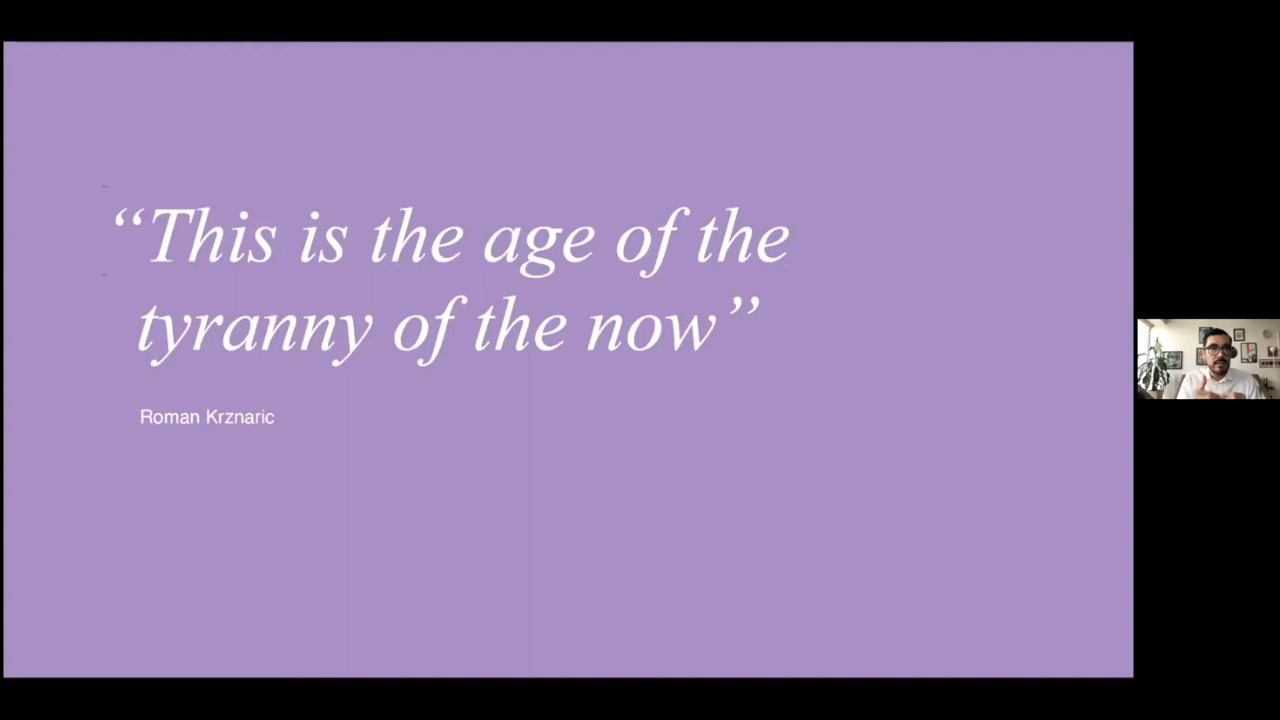 “This is the age of the
tyranny of the now”
Roman Krznaric